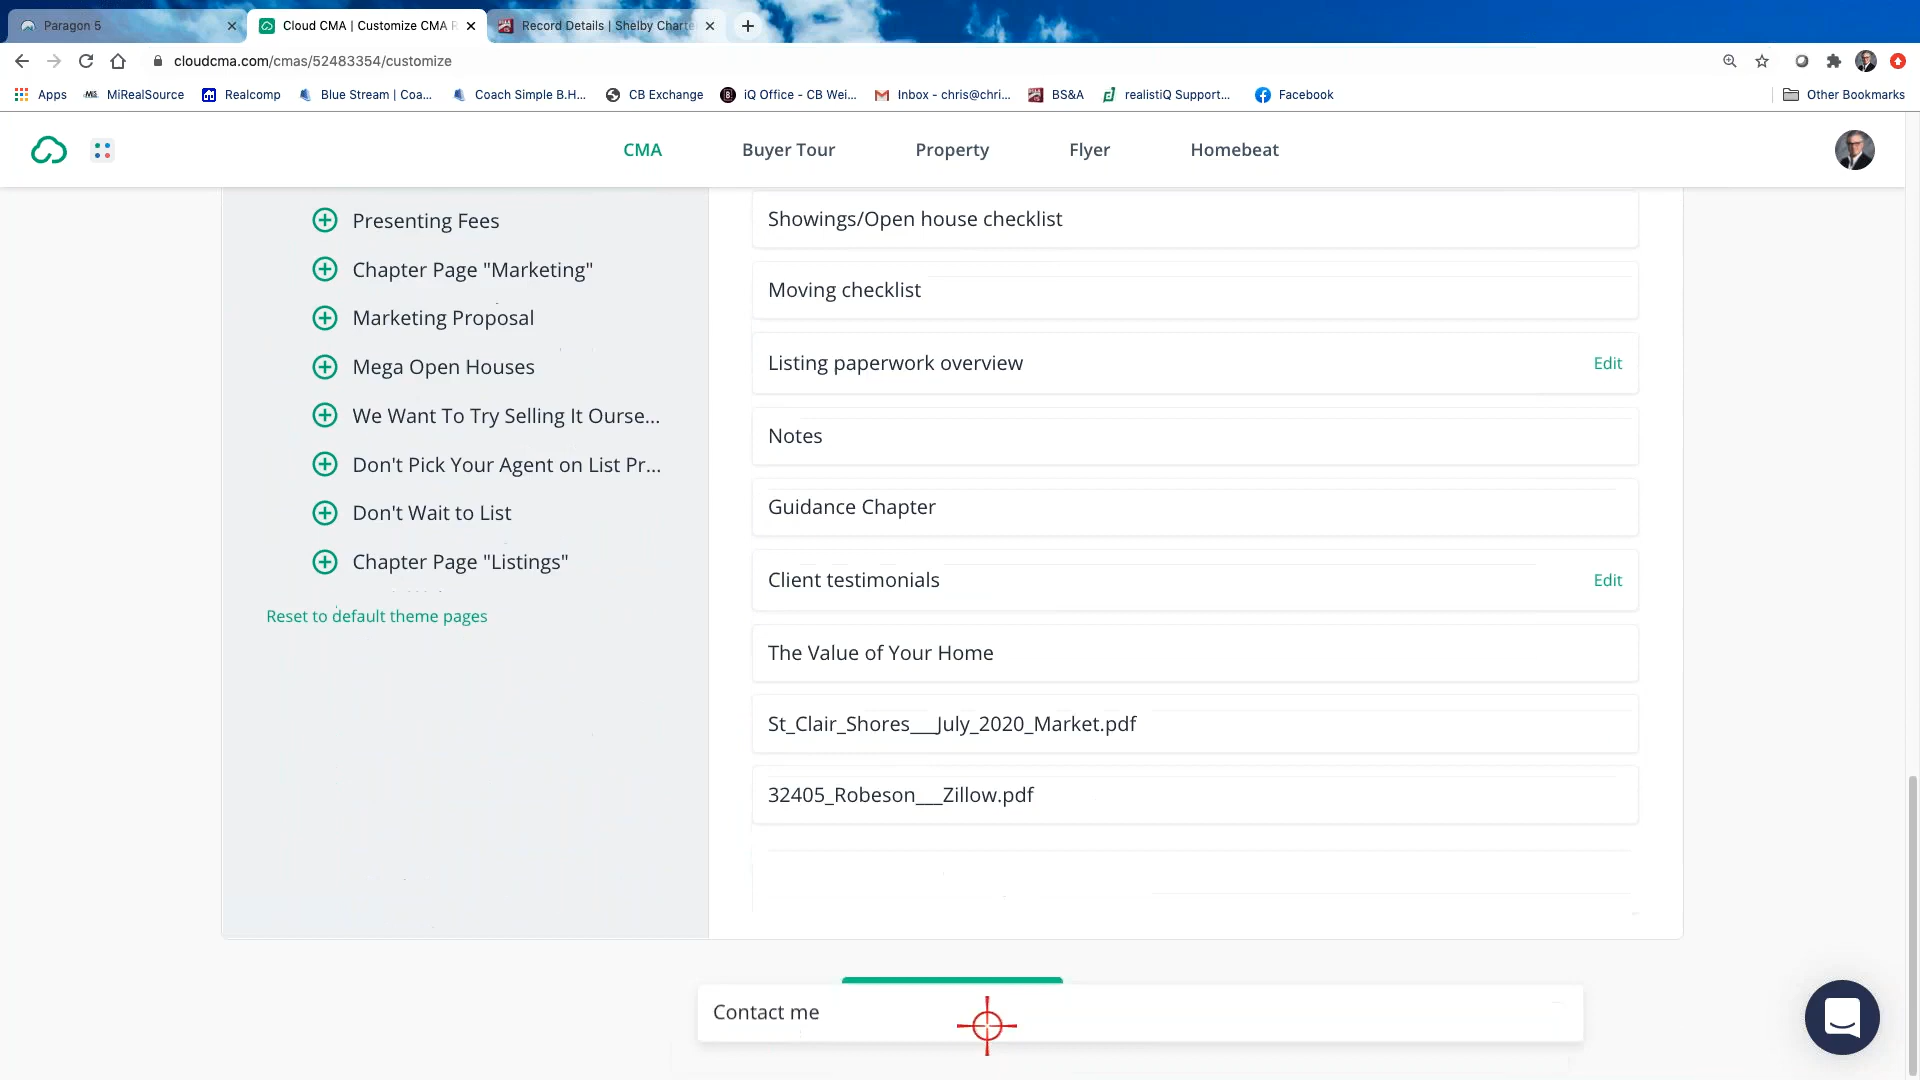 Paragon 5
Cloud CMA | Customize CMA R
Record Details | Shelby Charte
cloudcma.com/cmas/52483354/customize
Apps
MiRealSource
Realcomp
Blue Stream | Coa...
Coach Simple B.H...
CB Exchange
iQ Office - CB Wei...
Inbox - chris@chri...
BS&A
realistiQ Support...
Facebook
Other Bookmarks
CMA
Buyer Tour
Property
Flyer
Homebeat
Presenting Fees
Chapter Page "Marketing"
Marketing Proposal
Mega Open Houses
We Want To Try Selling It Ourse...
Don't Pick Your Agent on List Pr...
Don't Wait to List
Chapter Page "Listings"
Reset to default theme pages
Showings/Open house checklist
Moving checklist
Listing paperwork overview
Edit
Notes
Guidance Chapter
Client testimonials
Edit
The Value of Your Home
St_Clair_Shores___July_2020_Market.pdf
32405_Robeson___Zillow.pdf
Contact me